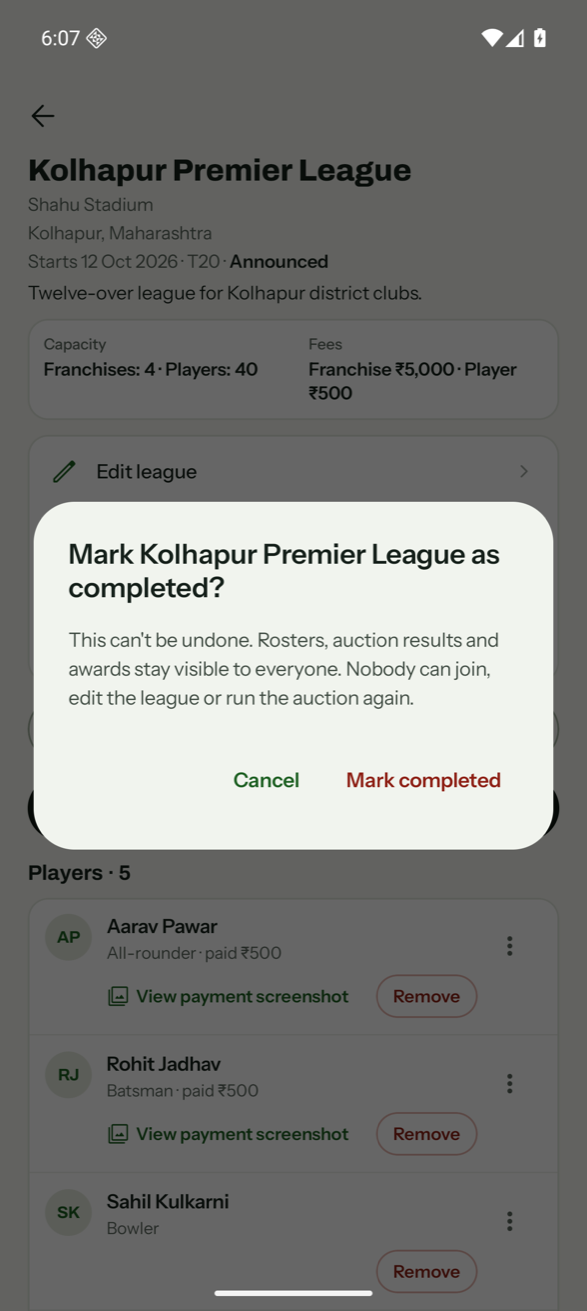 6:07
Kolhapur Premier League
Shahu Stadium
Kolhapur, Maharashtra
Starts 12 Oct 2026 · T20 · Announced
Twelve-over league for Kolhapur district clubs.
Capacity
Franchises: 4 · Players: 40
Fees
Franchise ₹5,000 · Player
₹500
Edit league
Mark Kolhapur Premier League as
completed?
This can't be undone. Rosters, auction results and
awards stay visible to everyone. Nobody can join,
edit the league or run the auction again.
Cancel
Mark completed
Players · 5
AP
Aarav Pawar
All-rounder · paid ₹500
View payment screenshot
Remove
RJ
Rohit Jadhav
Batsman · paid ₹500
View payment screenshot
Remove
SK
Sahil Kulkarni
Bowler
Remove